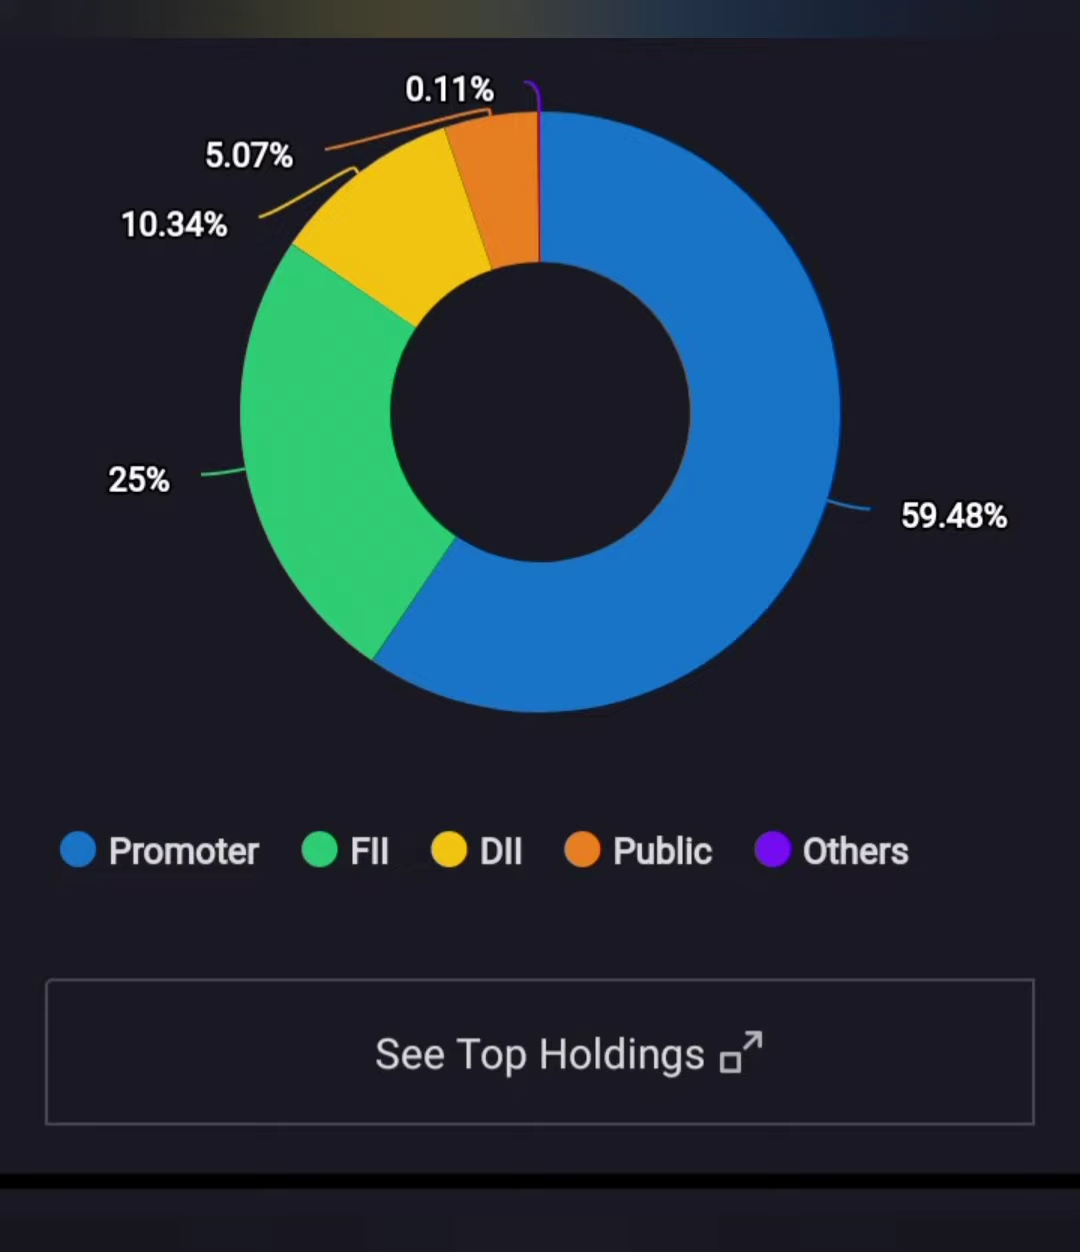 0.11%
5.07%
10.34%
25%
59.48%
Promoter FII DII Public Others
See Top Holdings